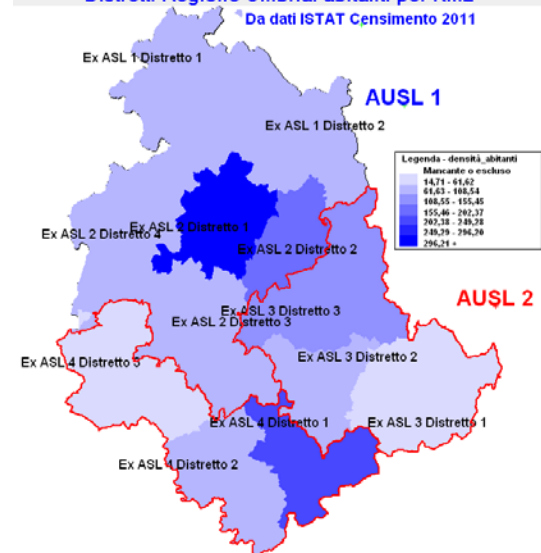 Da dati ISTAT Censimento 2011
Ex ASL 1 Distretto 1
AUSL 1
Ex ASL 1 Distretto 2
Legenda - densità_abitanti
Mancante o escluso
14,71 - 61,62
61,63 - 108,54
108,55 - 155,45
155,46 - 202,37
202,38 - 249,28
249,29 - 296,20
296,21 +
Ex ASL 2 Distretto 4
Ex ASL 2 Distretto 1
Ex ASL 2 Distretto 2
AUSL 2
Ex ASL 3 Distretto 3
Ex ASL 2 Distretto 3
Ex ASL 3 Distretto 2
Ex ASL 4 Distretto 3
Ex ASL 4 Distretto 1
Ex ASL 3 Distretto 1
Ex ASL 4 Distretto 2